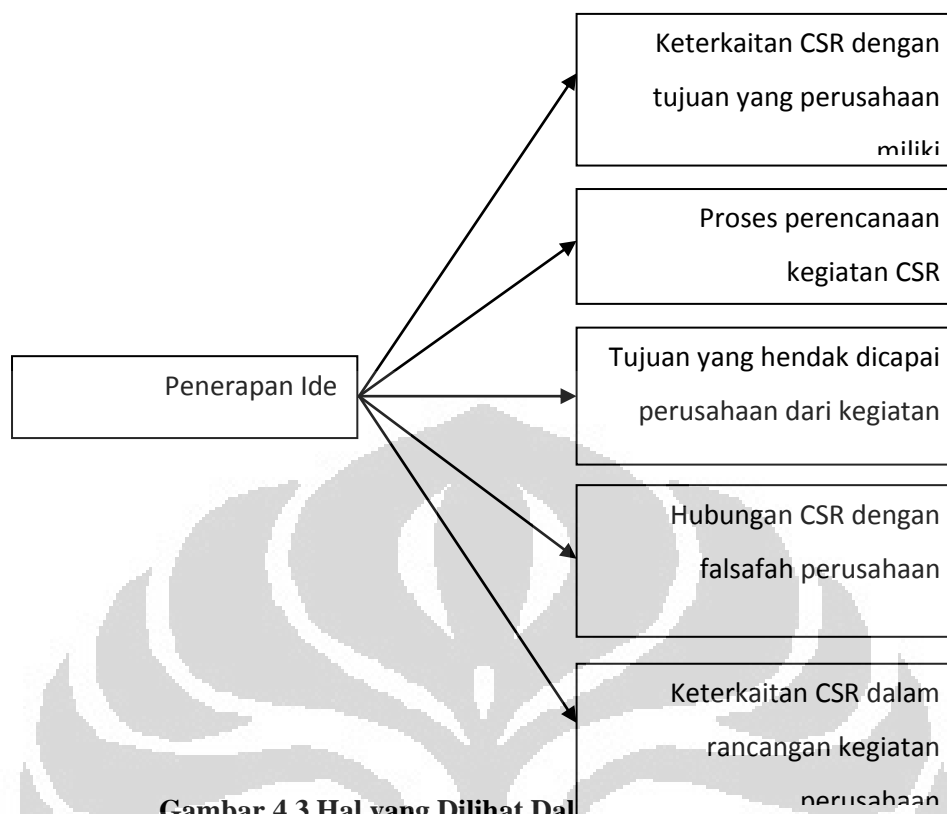 Keterkaitan CSR dengan
tujuan yang perusahaan
miliki
Proses perencanaan
kegiatan CSR
Penerapan Ide
Tujuan yang hendak dicapai
perusahaan dari kegiatan
Hubungan CSR dengan
falsafah perusahaan
Keterkaitan CSR dalam
rancangan kegiatan
perusahaan
Gambar 4.3 Hal yang Dilihat Dal